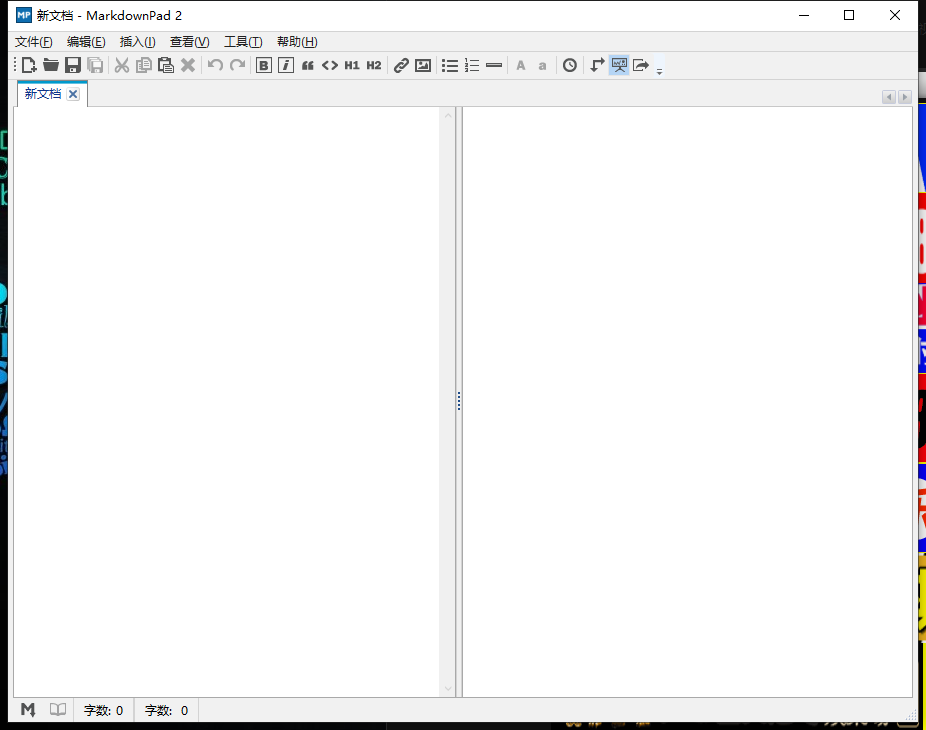 MP 新文档 - MarkdownPad 2
文件(F) 编辑(E) 插入(I) 查看(V) 工具(T) 帮助(H)
B i “ <> H1 H2 A a
新文档
M 字数: 0 字数: 0